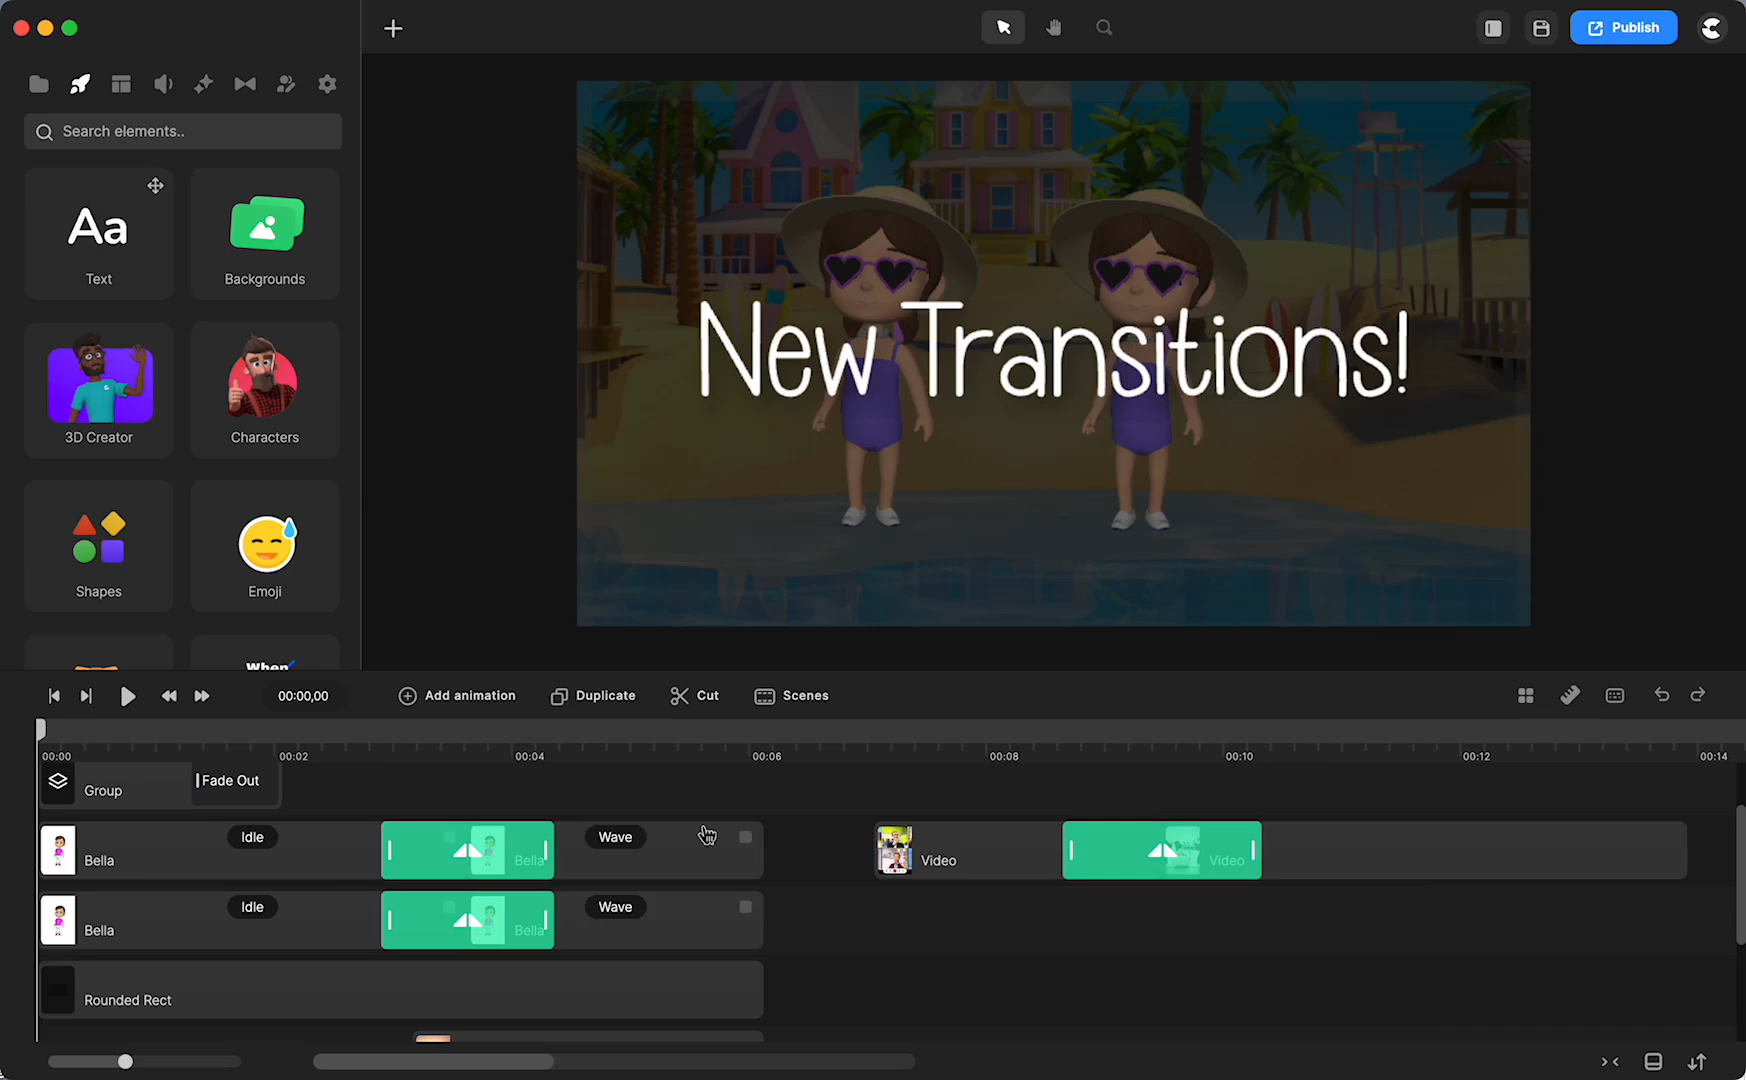 Publish
Search elements..
Aa
Text
Backgrounds
3D Creator
Characters
Shapes
Emoji
When
New Transitions!
00:00,00
Add animation
Duplicate
Cut
Scenes
00:00
00:02
00:04
00:06
00:08
00:10
00:12
00:14
Group
Fade Out
Bella
Idle
Bella
Wave
Video
Video
Bella
Idle
Bella
Wave
Rounded Rect